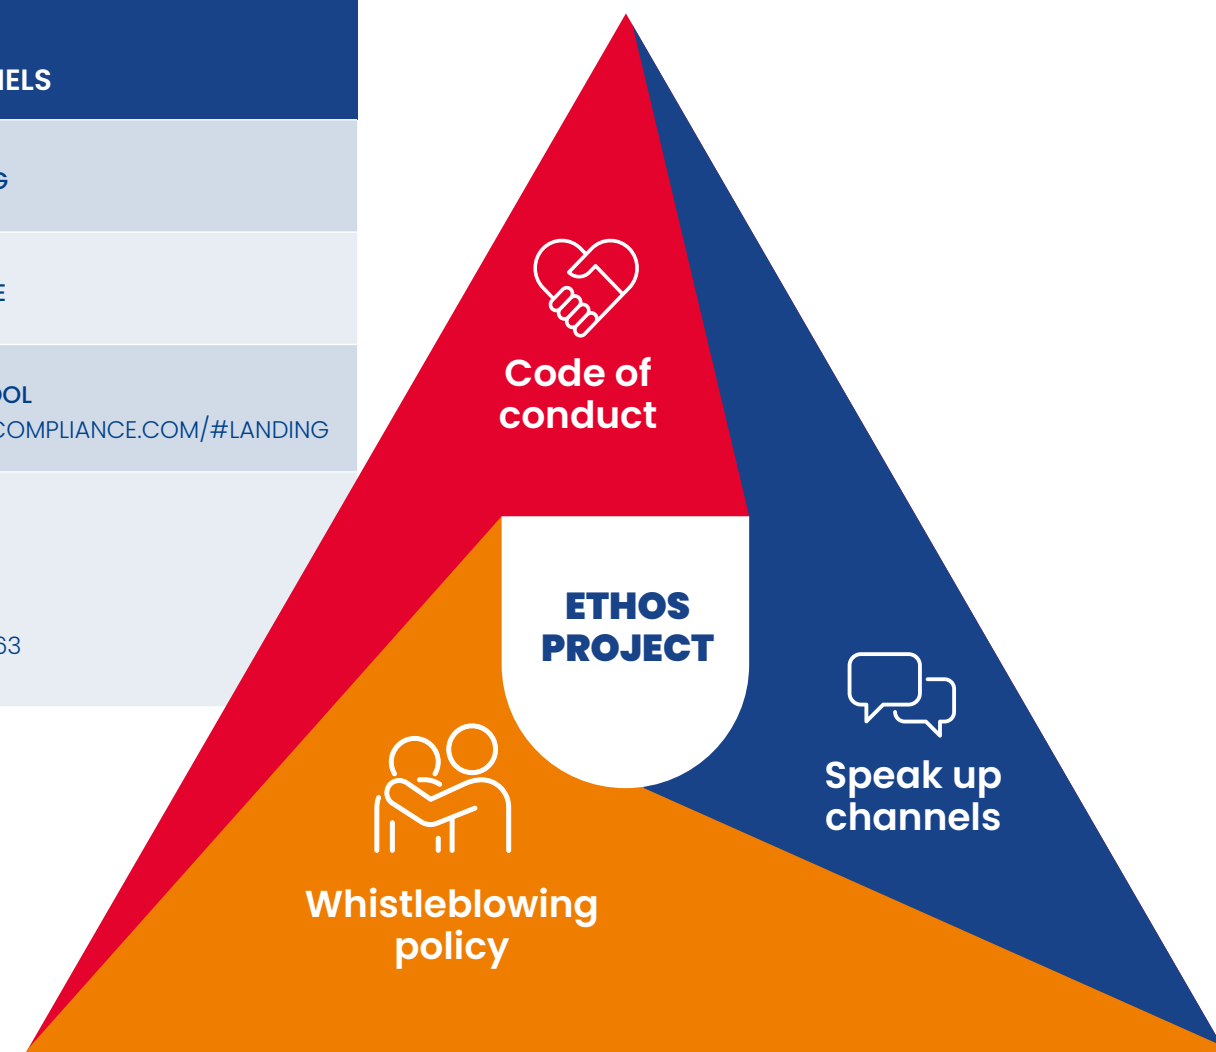 NELS
G
E
OOL
COMPLIANCE.COM/#LANDING
63
Code of
conduct
ETHOS
PROJECT
Speak up
channels
Whistleblowing
policy